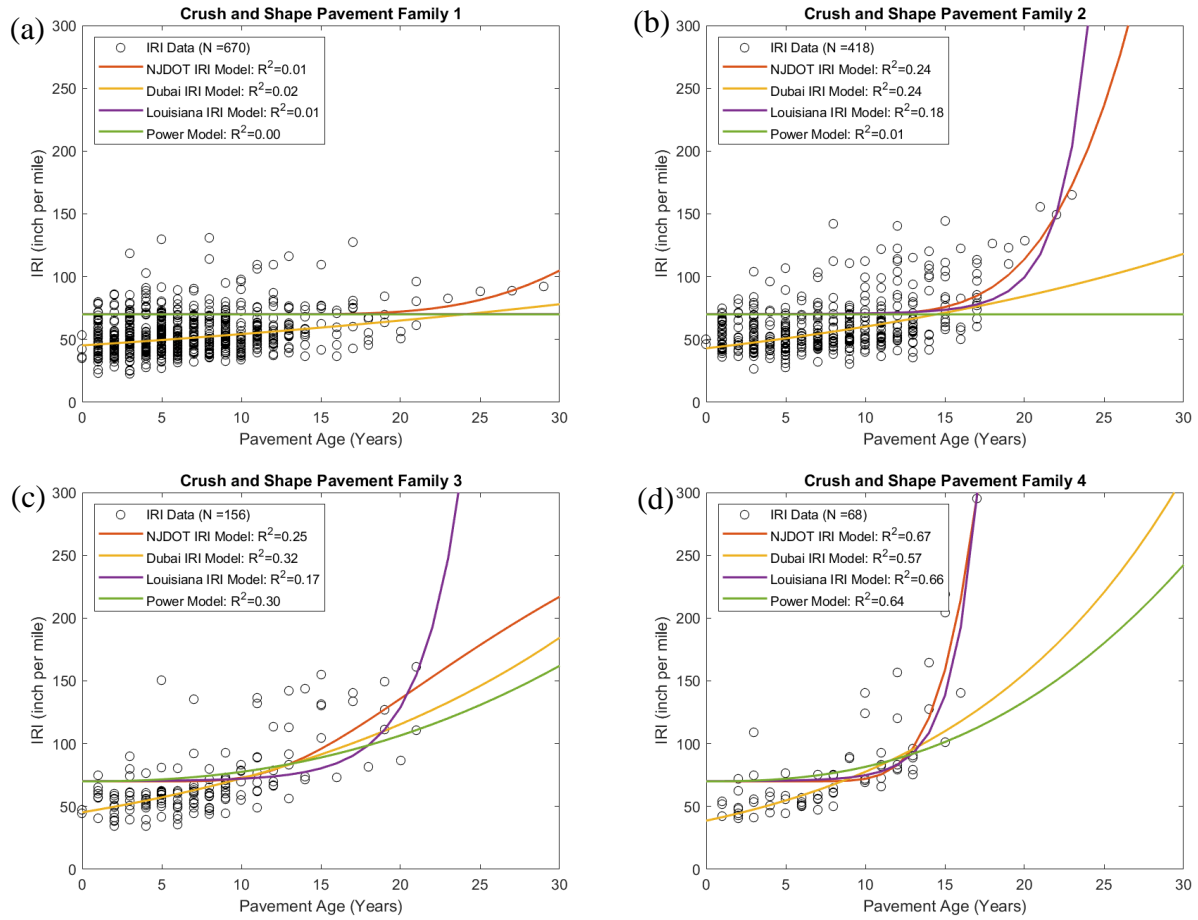 (a)
Crush and Shape Pavement Family 1
IRI Data (N =670)
NJDOT IRI Model: R²=0.01
Dubai IRI Model: R²=0.02
Louisiana IRI Model: R²=0.01
Power Model: R²=0.00
IRI (inch per mile)
300
250
200
150
100
50
0
0 5 10 15 20 25 30
Pavement Age (Years)
(b)
Crush and Shape Pavement Family 2
IRI Data (N =418)
NJDOT IRI Model: R²=0.24
Dubai IRI Model: R²=0.24
Louisiana IRI Model: R²=0.18
Power Model: R²=0.01
IRI (inch per mile)
300
250
200
150
100
50
0
0 5 10 15 20 25 30
Pavement Age (Years)
(c)
Crush and Shape Pavement Family 3
IRI Data (N =156)
NJDOT IRI Model: R²=0.25
Dubai IRI Model: R²=0.32
Louisiana IRI Model: R²=0.17
Power Model: R²=0.30
IRI (inch per mile)
300
250
200
150
100
50
0
0 5 10 15 20 25 30
Pavement Age (Years)
(d)
Crush and Shape Pavement Family 4
IRI Data (N =68)
NJDOT IRI Model: R²=0.67
Dubai IRI Model: R²=0.57
Louisiana IRI Model: R²=0.66
Power Model: R²=0.64
IRI (inch per mile)
300
250
200
150
100
50
0
0 5 10 15 20 25 30
Pavement Age (Years)